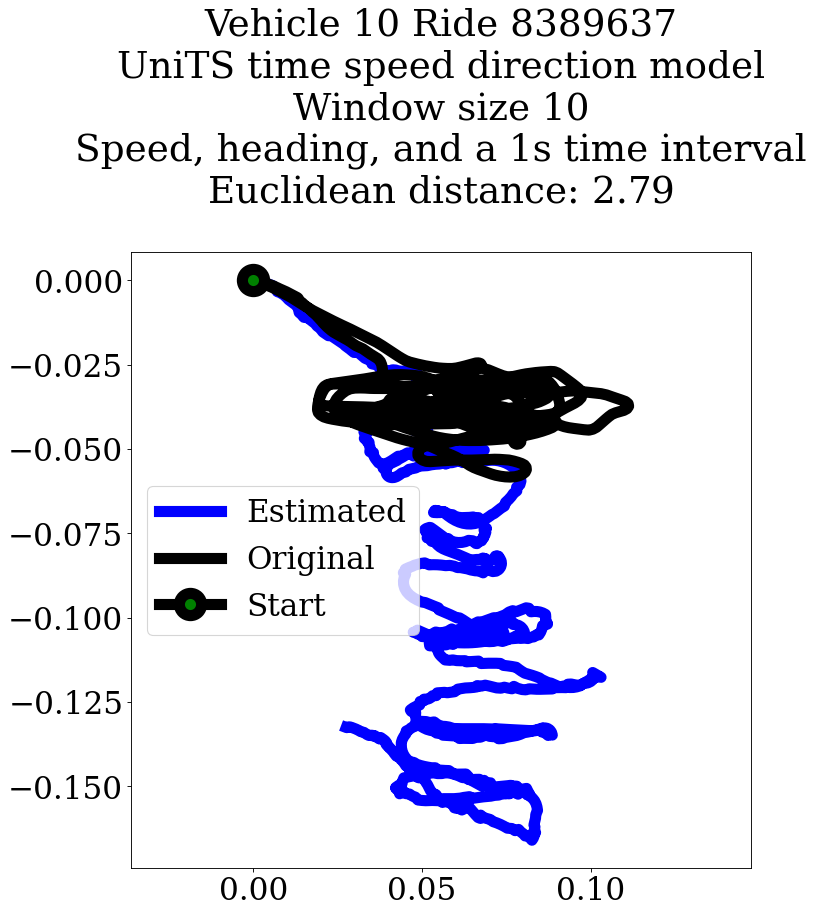 Vehicle 10 Ride 8389637
UniTS time speed direction model
Window size 10
Speed, heading, and a 1s time interval
Euclidean distance: 2.79
0.000
−0.025
−0.050
−0.075
−0.100
−0.125
−0.150
Estimated
Original
Start
0.00
0.05
0.10